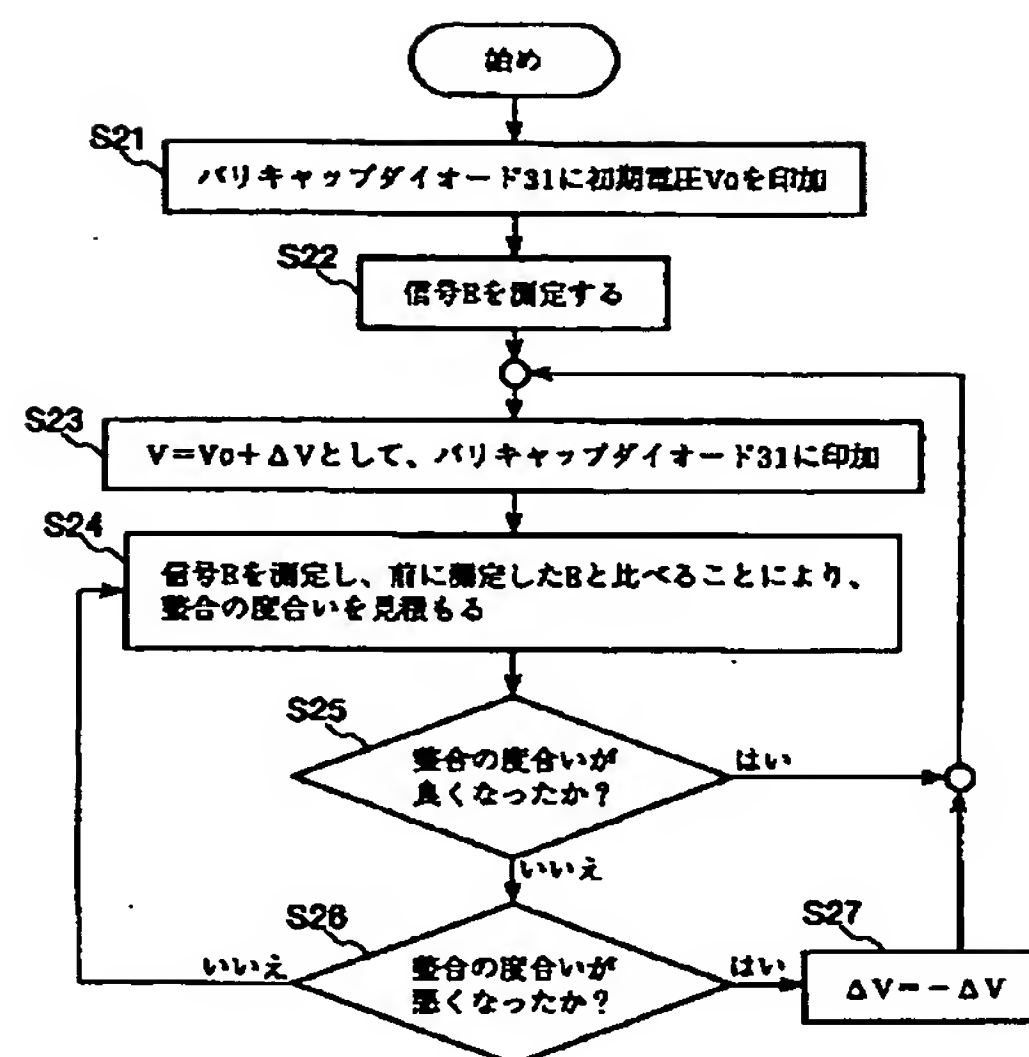 始め
S21
バリキャップダイオード31に初期電圧V0を印加
S22
信号Eを測定する
S23
V=V0+ΔVとして、バリキャップダイオード31に印加
S24
信号Eを測定し、前に測定したEと比べることにより、
整合の度合いを見積もる
S25
整合の度合いが
良くなったか?
はい
いいえ
S26
整合の度合いが
悪くなったか?
いいえ
はい
S27
ΔV=-ΔV